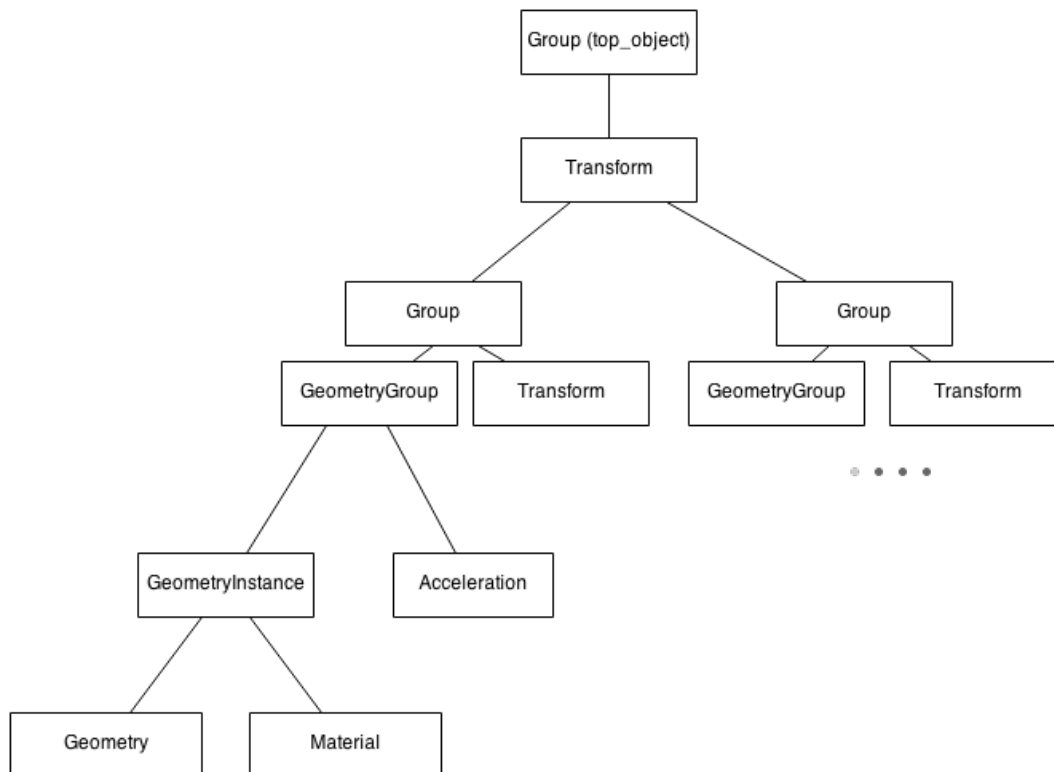 Group (top_object)
Transform
Group
Group
GeometryGroup
Transform
GeometryGroup
Transform
GeometryInstance
Acceleration
Geometry
Material